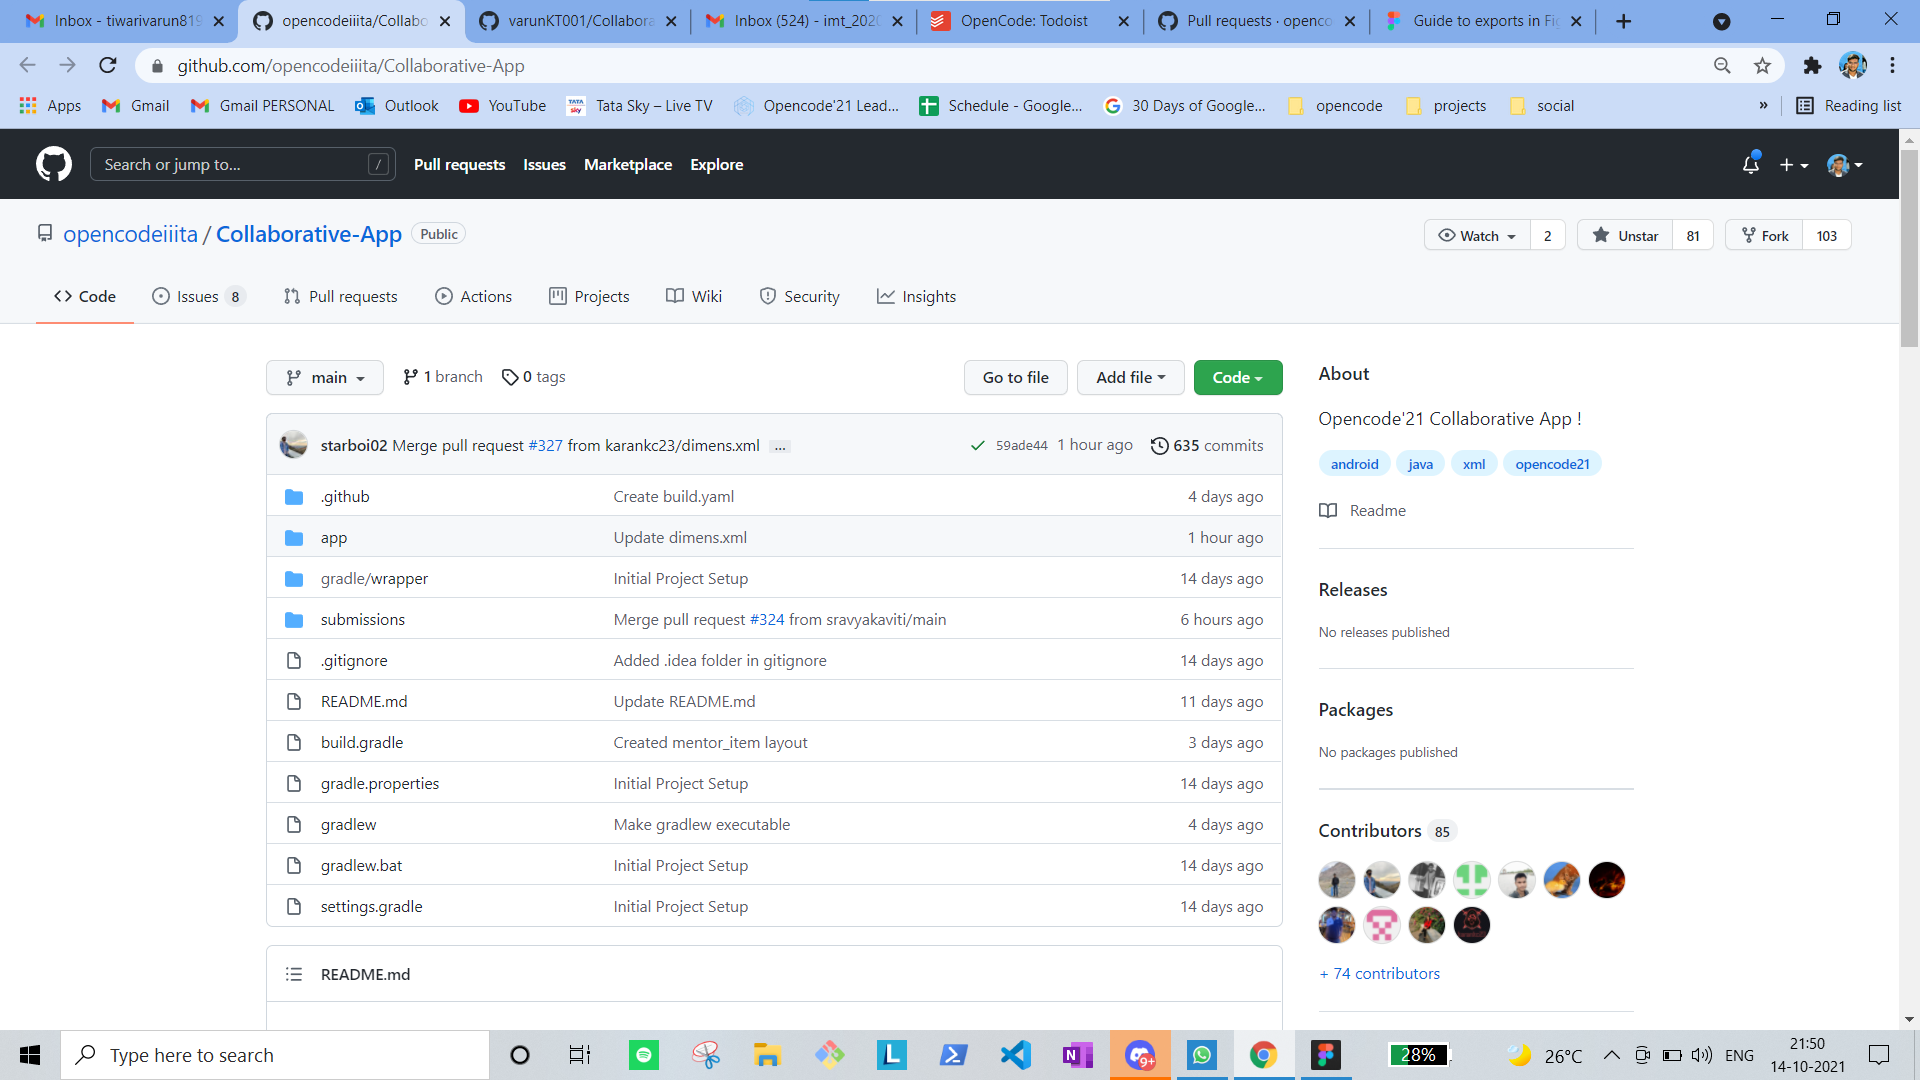 Inbox - tiwarivarun819
opencodeiiita/Collabo
varunKT001/Collabora
Inbox (524) - imt_202
OpenCode: Todoist
Pull requests · openco
Guide to exports in Fi
github.com/opencodeiiita/Collaborative-App
Apps
Gmail
Gmail PERSONAL
Outlook
YouTube
TATA sky
Tata Sky – Live TV
Opencode'21 Lead...
Schedule - Google...
30 Days of Google...
opencode
projects
social
»
Reading list
Search or jump to...
/
Pull requests
Issues
Marketplace
Explore
opencodeiiita / Collaborative-App
Public
Watch
2
Unstar
81
Fork
103
Code
Issues 8
Pull requests
Actions
Projects
Wiki
Security
Insights
main
1 branch
0 tags
Go to file
Add file
Code
starboi02 Merge pull request #327 from karankc23/dimens.xml ...
59ade44 1 hour ago
635 commits
.github Create build.yaml 4 days ago
app Update dimens.xml 1 hour ago
gradle/wrapper Initial Project Setup 14 days ago
submissions Merge pull request #324 from sravyakaviti/main 6 hours ago
.gitignore Added .idea folder in gitignore 14 days ago
README.md Update README.md 11 days ago
build.gradle Created mentor_item layout 3 days ago
gradle.properties Initial Project Setup 14 days ago
gradlew Make gradlew executable 4 days ago
gradlew.bat Initial Project Setup 14 days ago
settings.gradle Initial Project Setup 14 days ago
README.md
About
Opencode'21 Collaborative App !
android java xml opencode21
Readme
Releases
No releases published
Packages
No packages published
Contributors 85
+ 74 contributors
Type here to search
L
N
9+
28%
26°C
ENG
21:50
14-10-2021